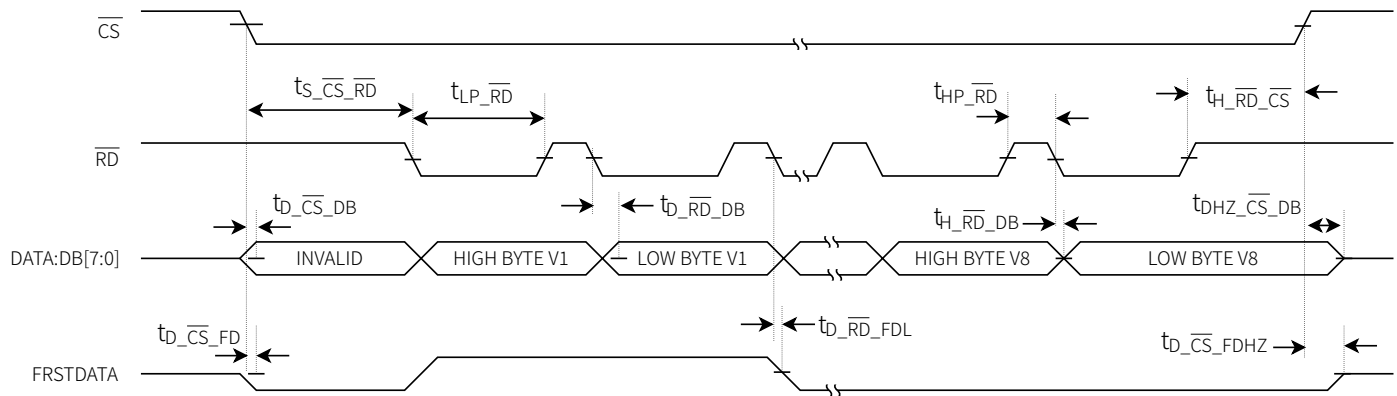 CS
tS_CS_RD
tLP_RD
tHP_RD
tH_RD_CS
RD
tD_CS_DB
tD_RD_DB
tH_RD_DB
tDHZ_CS_DB
DATA:DB[7:0]
INVALID
HIGH BYTE V1
LOW BYTE V1
HIGH BYTE V8
LOW BYTE V8
tD_CS_FD
tD_RD_FDL
tD_CS_FDHZ
FRSTDATA